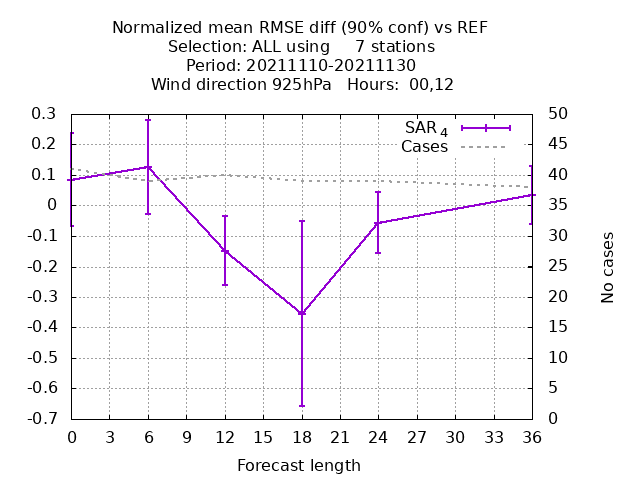 Normalized mean RMSE diff (90% conf) vs REF
Selection: ALL using     7 stations
Period: 20211110-20211130
Wind direction 925hPa   Hours:  00,12
0.3
0.2
0.1
0
-0.1
-0.2
-0.3
-0.4
-0.5
-0.6
-0.7
SAR 4
Cases
50
45
40
35
30
25
20
15
10
5
0
No cases
0 3 6 9 12 15 18 21 24 27 30 33 36
Forecast length